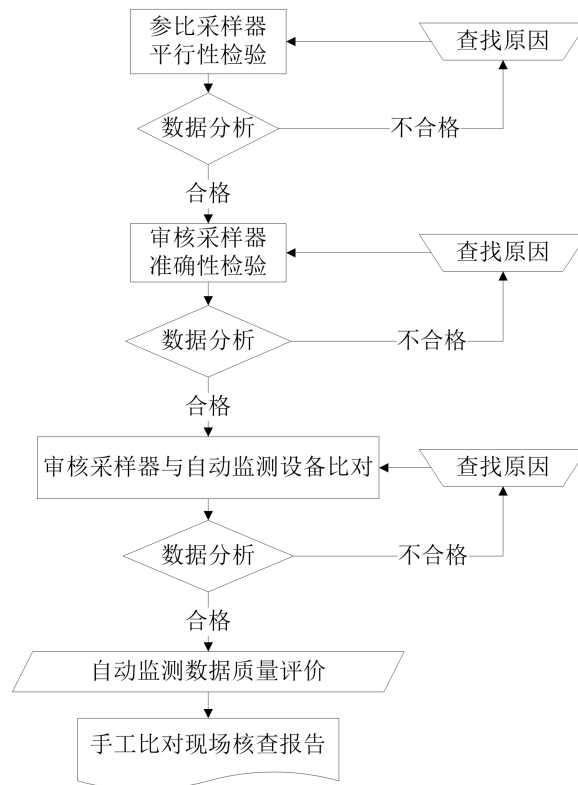 参比采样器
平行性检验
查找原因
数据分析
不合格
合格
审核采样器
准确性检验
查找原因
数据分析
不合格
合格
审核采样器与自动监测设备比对
查找原因
数据分析
不合格
合格
自动监测数据质量评价
手工比对现场核查报告